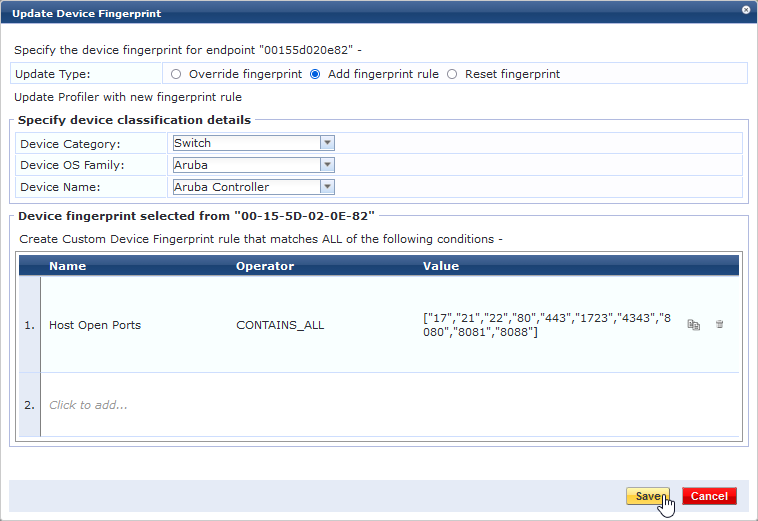 Update Device Fingerprint
Specify the device fingerprint for endpoint "00155d020e82" -
Update Type: Override fingerprint Add fingerprint rule Reset fingerprint
Update Profiler with new fingerprint rule
Specify device classification details
Device Category: Switch
Device OS Family: Aruba
Device Name: Aruba Controller
Device fingerprint selected from "00-15-5D-02-0E-82"
Create Custom Device Fingerprint rule that matches ALL of the following conditions -
Name Operator Value
1. Host Open Ports CONTAINS_ALL ["17","21","22","80","443","1723","4343","8
080","8081","8088"]
2. Click to add...
Save Cancel